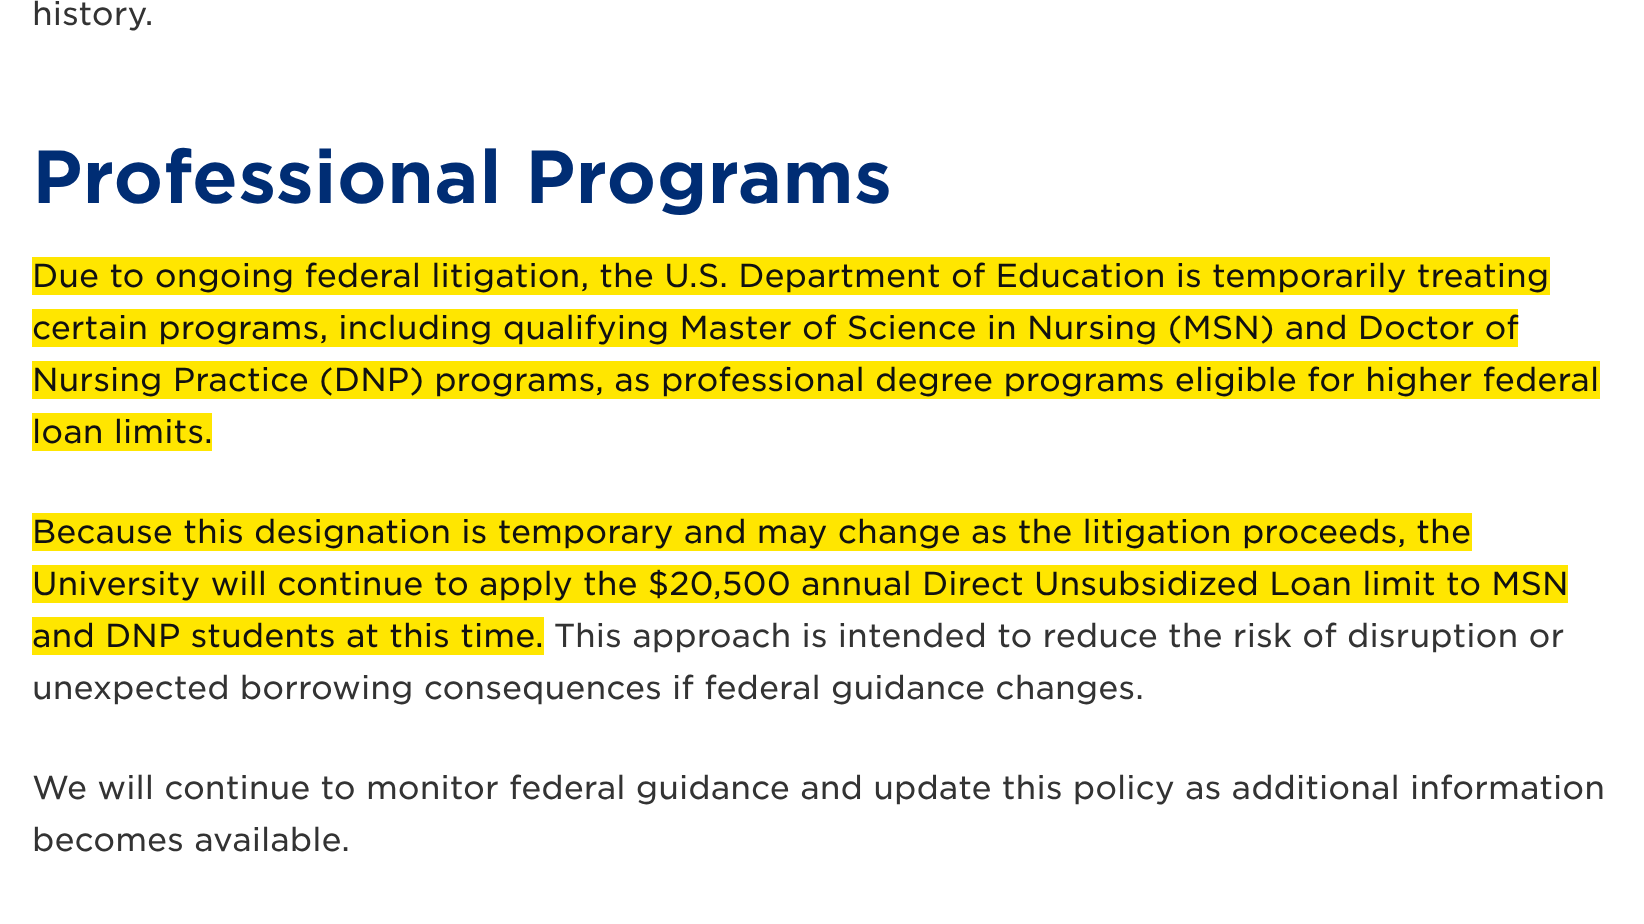 history.
Professional Programs
Due to ongoing federal litigation, the U.S. Department of Education is temporarily treating
certain programs, including qualifying Master of Science in Nursing (MSN) and Doctor of
Nursing Practice (DNP) programs, as professional degree programs eligible for higher federal
loan limits.
Because this designation is temporary and may change as the litigation proceeds, the
University will continue to apply the $20,500 annual Direct Unsubsidized Loan limit to MSN
and DNP students at this time. This approach is intended to reduce the risk of disruption or
unexpected borrowing consequences if federal guidance changes.
We will continue to monitor federal guidance and update this policy as additional information
becomes available.